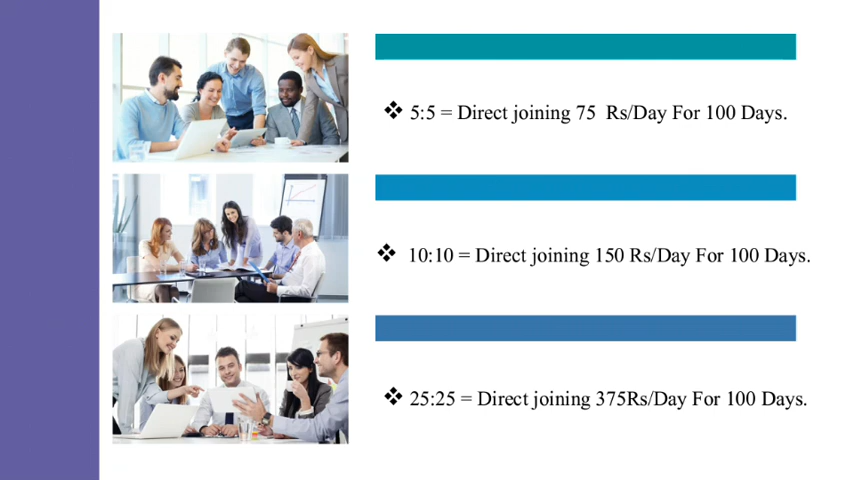 ❖ 5:5 = Direct joining 75 Rs/Day For 100 Days.
❖ 10:10 = Direct joining 150 Rs/Day For 100 Days.
❖ 25:25 = Direct joining 375Rs/Day For 100 Days.